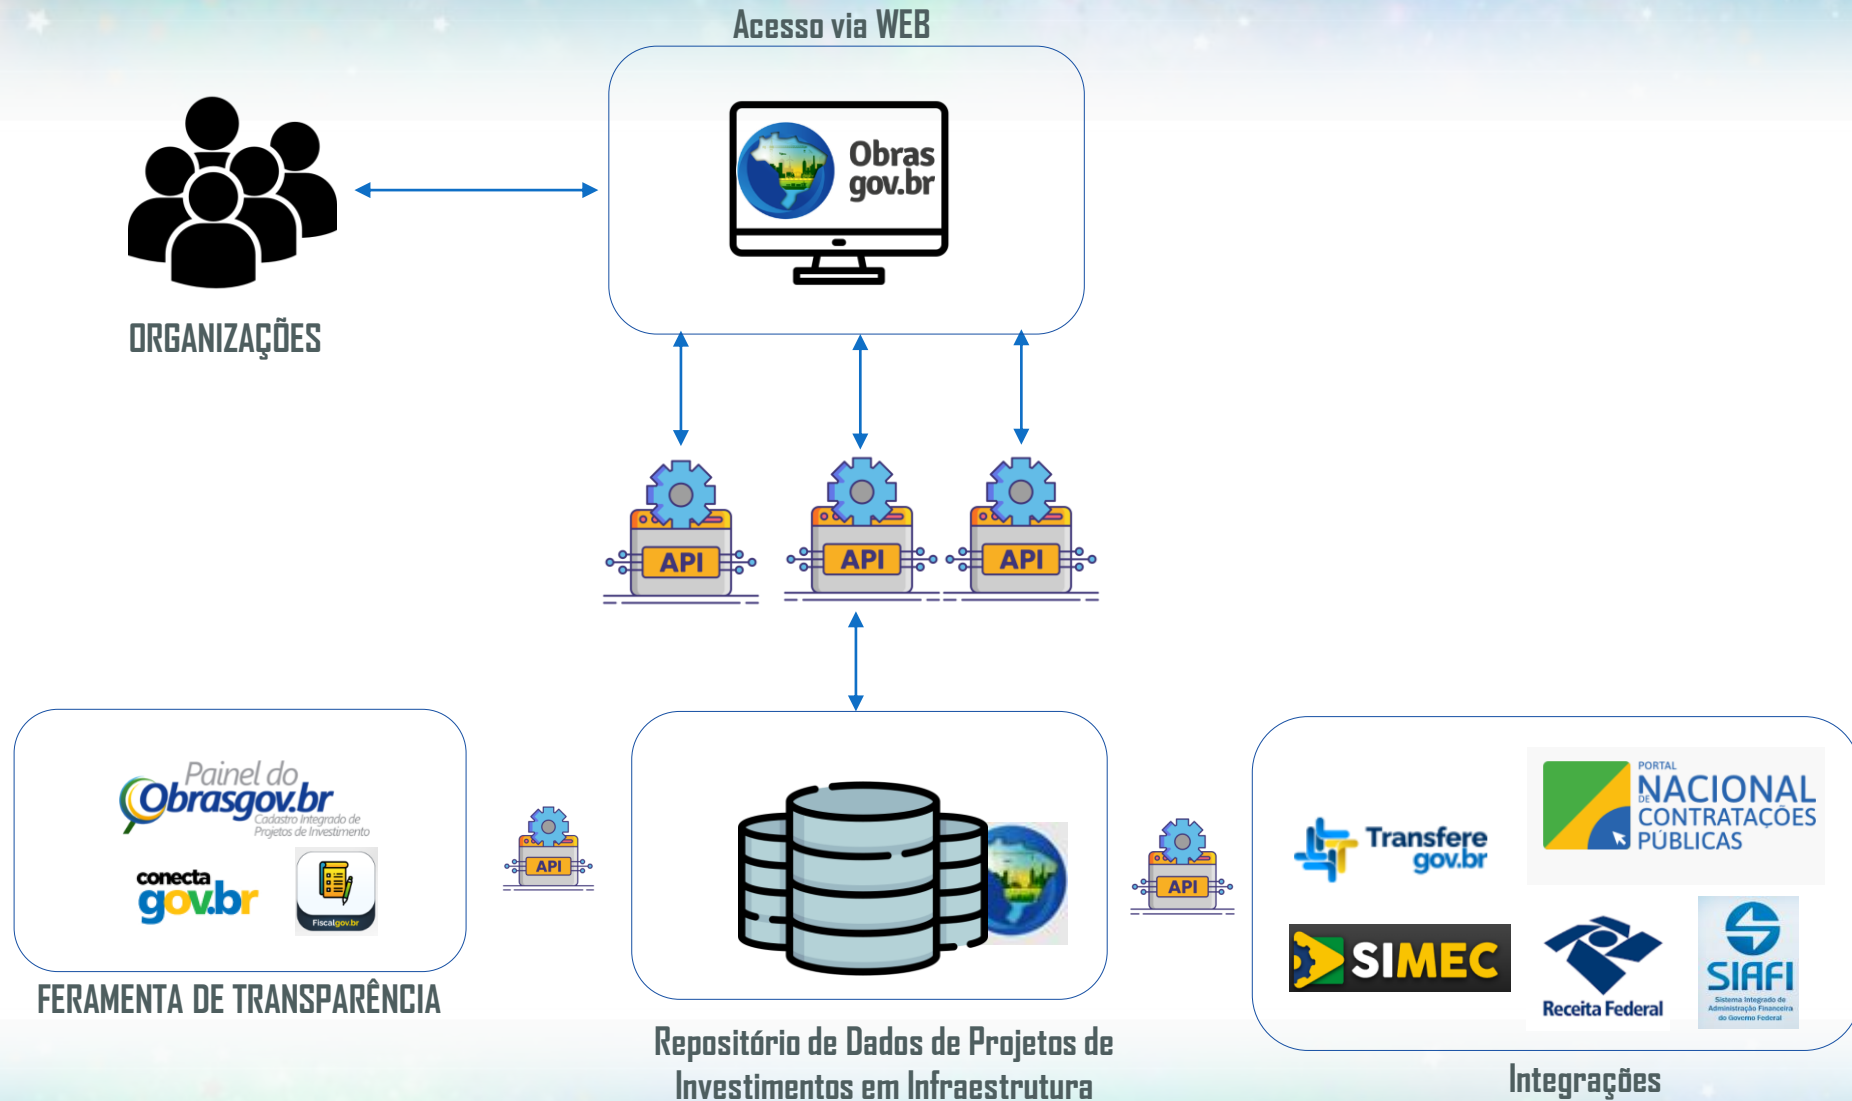 Acesso via WEB
Obras
gov.br
ORGANIZAÇÕES
API
API
API
Painel do
Obrasgov.br
Cadastro Integrado de
Projetos de Investimento
conecta
gov.br
Fiscalgov.br
FERAMENTA DE TRANSPARÊNCIA
API
Repositório de Dados de Projetos de
Investimentos em Infraestrutura
API
Transfere
gov.br
PORTAL
NACIONAL
DE CONTRATAÇÕES
PÚBLICAS
SIMEC
Receita Federal
SIAFI
Sistema Integrado de
Administração Financeira
do Governo Federal
Integrações